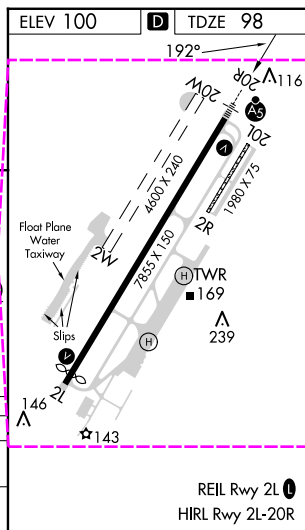 ELEV 100
D
TDZE 98
192°
20R
116
A5
20W
20L
V
4600 X 240
1980 X 75
2R
Float Plane
Water
Taxiway
2W
7855 X 150
H
TWR
169
Slips
H
239
V
2L
146
143
REIL Rwy 2L L
HIRL Rwy 2L-20R